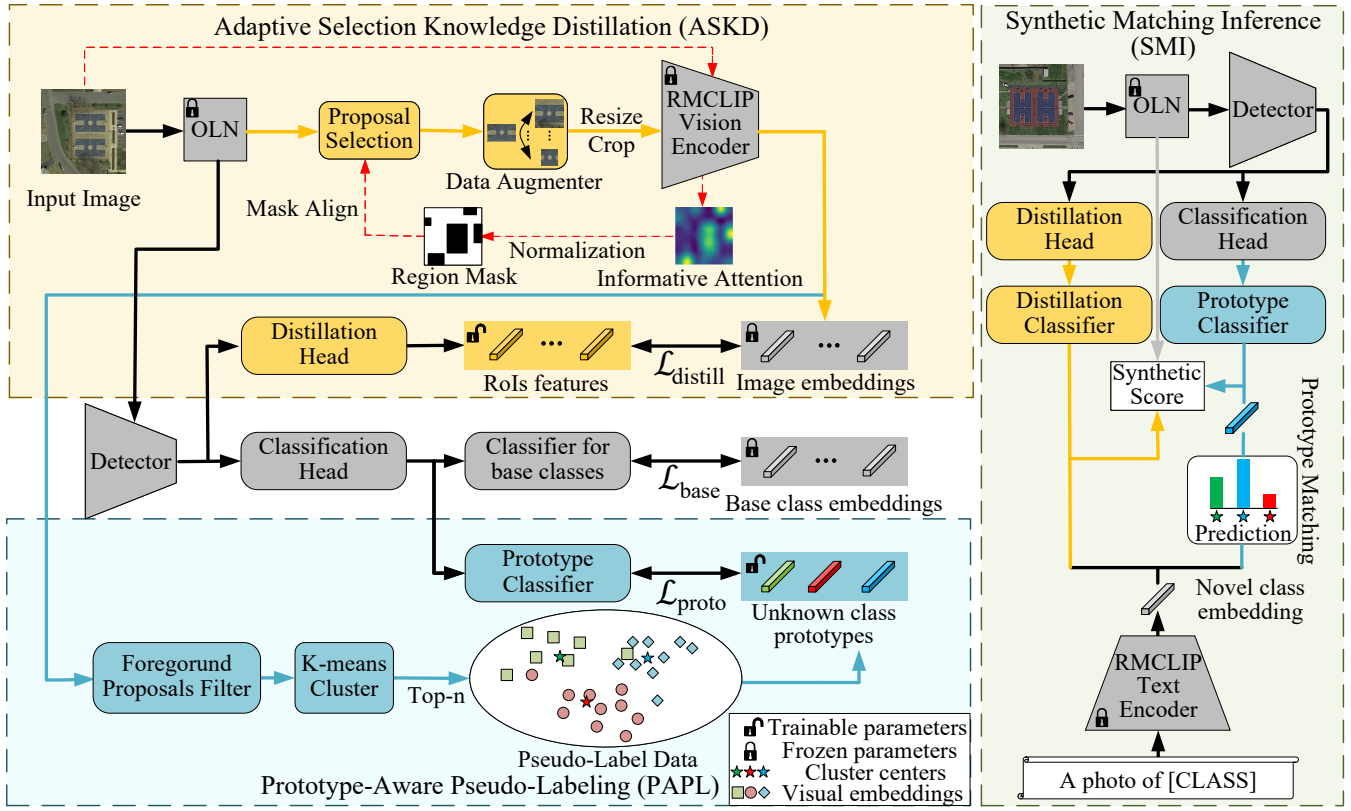 Adaptive Selection Knowledge Distillation (ASKD)
Input Image
OLN
Proposal
Selection
Data Augmenter
Resize
Crop
RMCLIP
Vision
Encoder
Mask Align
Region Mask
Normalization
Informative Attention
Distillation
Head
RoIs features
ℒdistill
Image embeddings
Detector
Classification
Head
Classifier for
base classes
ℒbase
Base class embeddings
Prototype
Classifier
ℒproto
Unknown class
prototypes
Foregorund
Proposals Filter
K-means
Cluster
Top-n
Pseudo-Label Data
Prototype-Aware Pseudo-Labeling (PAPL)
Trainable parameters
Frozen parameters
Cluster centers
Visual embeddings
Synthetic Matching Inference
(SMI)
OLN
Detector
Distillation
Head
Classification
Head
Distillation
Classifier
Prototype
Classifier
Synthetic
Score
Prototype Matching
Prediction
Novel class
embedding
RMCLIP
Text
Encoder
A photo of [CLASS]